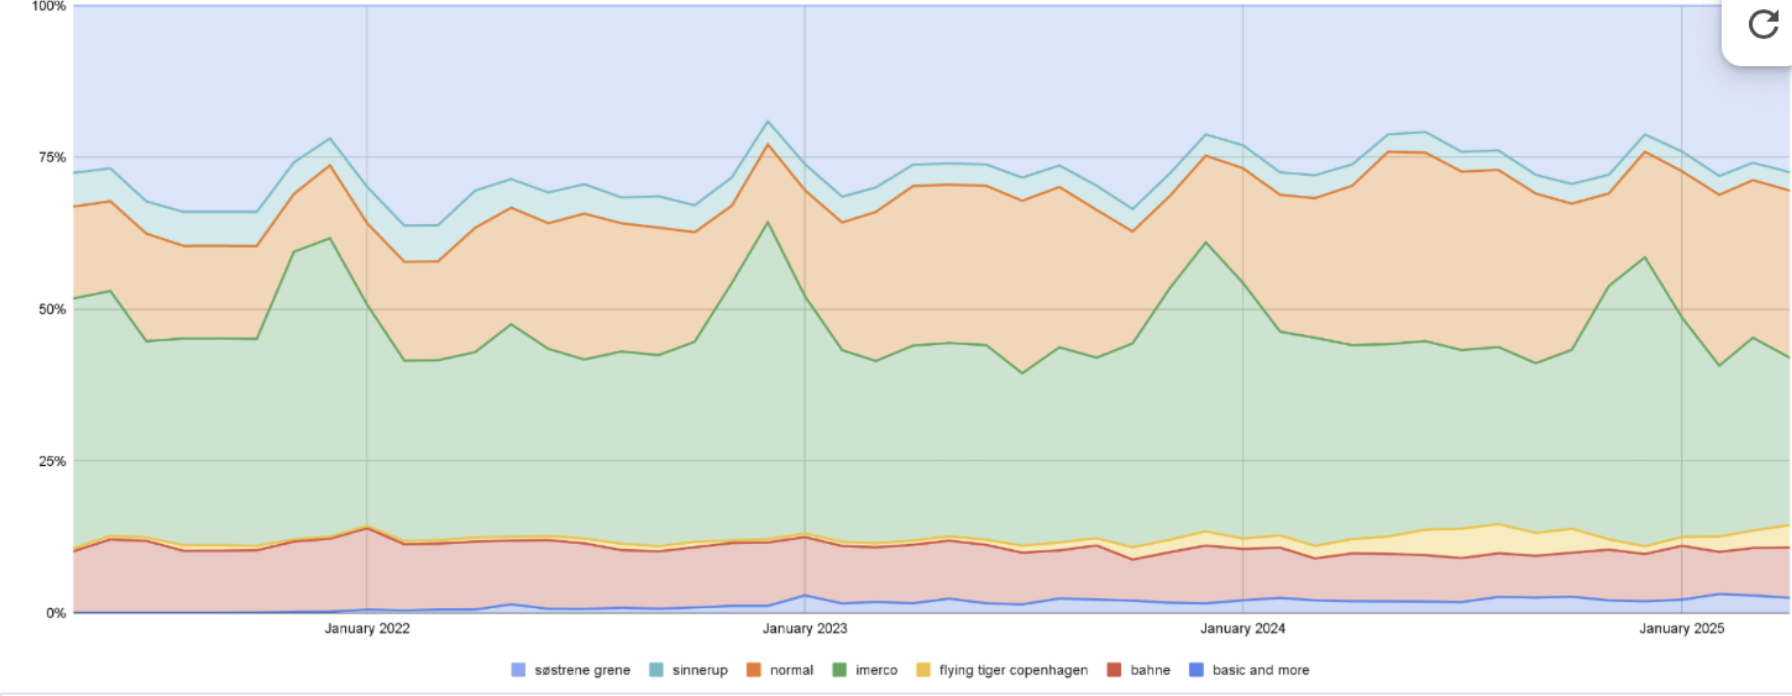 100%
75%
50%
25%
0%
January 2022 January 2023 January 2024 January 2025
søstrene grene sinnerup normal imerco flying tiger copenhagen bahne basic and more